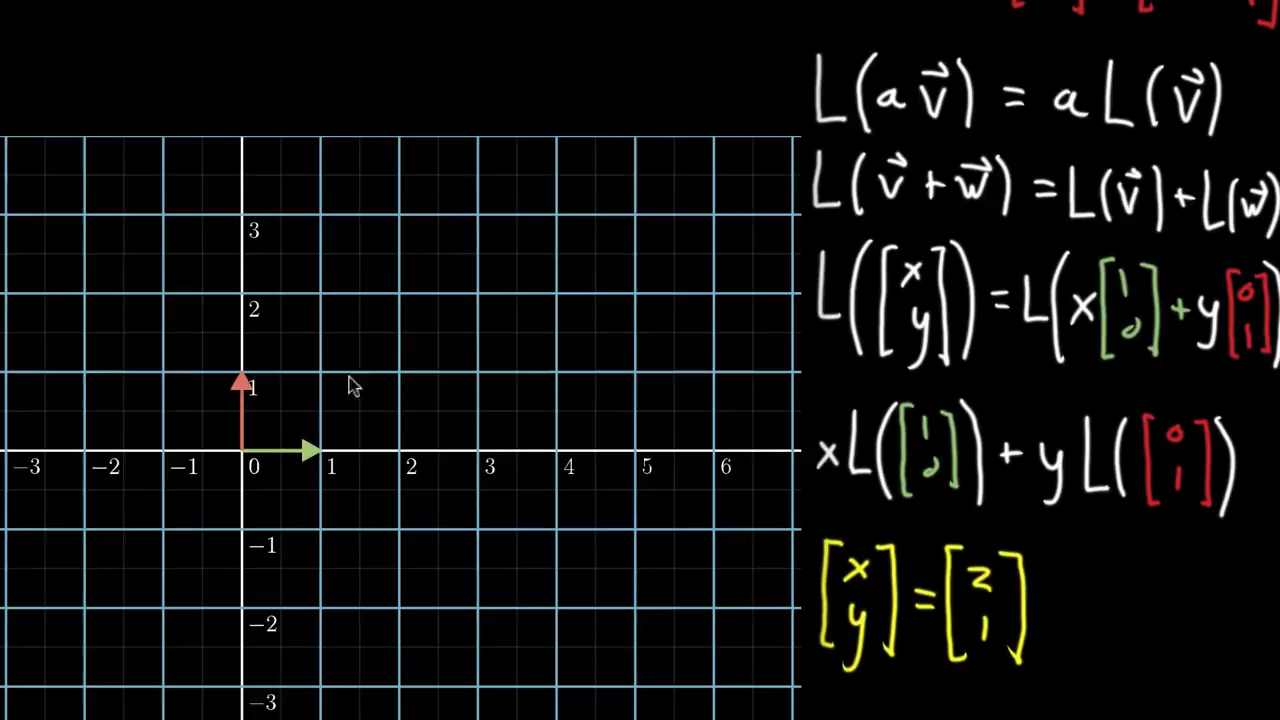 L(a v⃗) = a L(v⃗)
L(v⃗ + w⃗) = L(v⃗) + L(w⃗)
L([x y]) = L(x[1 0] + y[0 1])
xL([1 0]) + y L([0 1])
[x y] = [2 1]
3
2
1
−3 −2 −1 0 1 2 3 4 5 6
−1
−2
−3